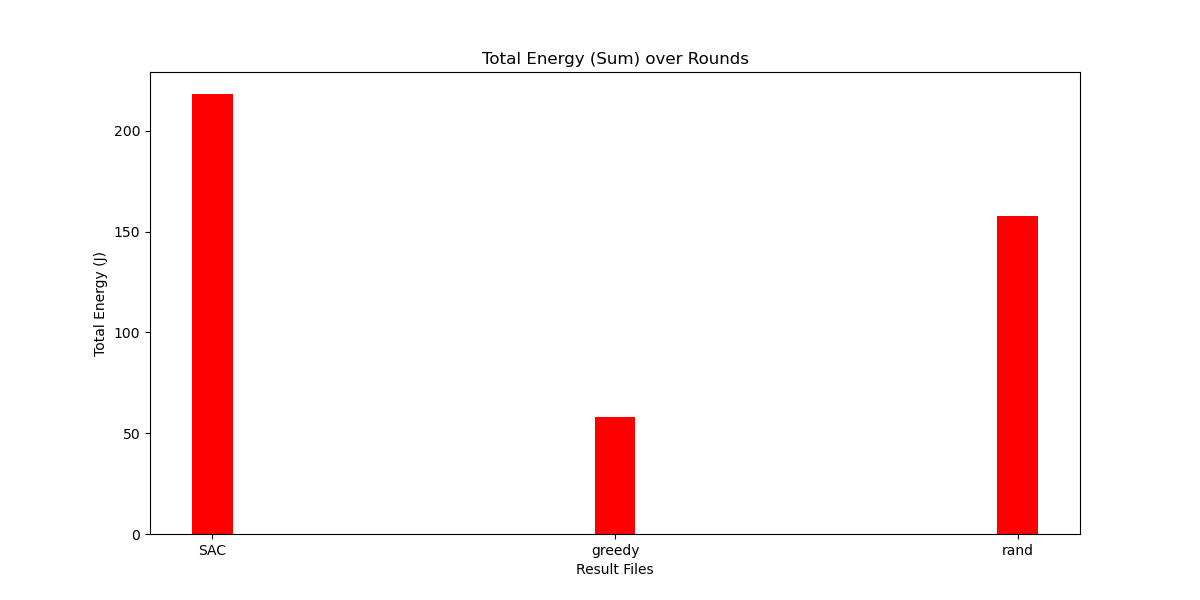 Total Energy (Sum) over Rounds
Total Energy (J)
200
150
100
50
0
SAC
greedy
rand
Result Files